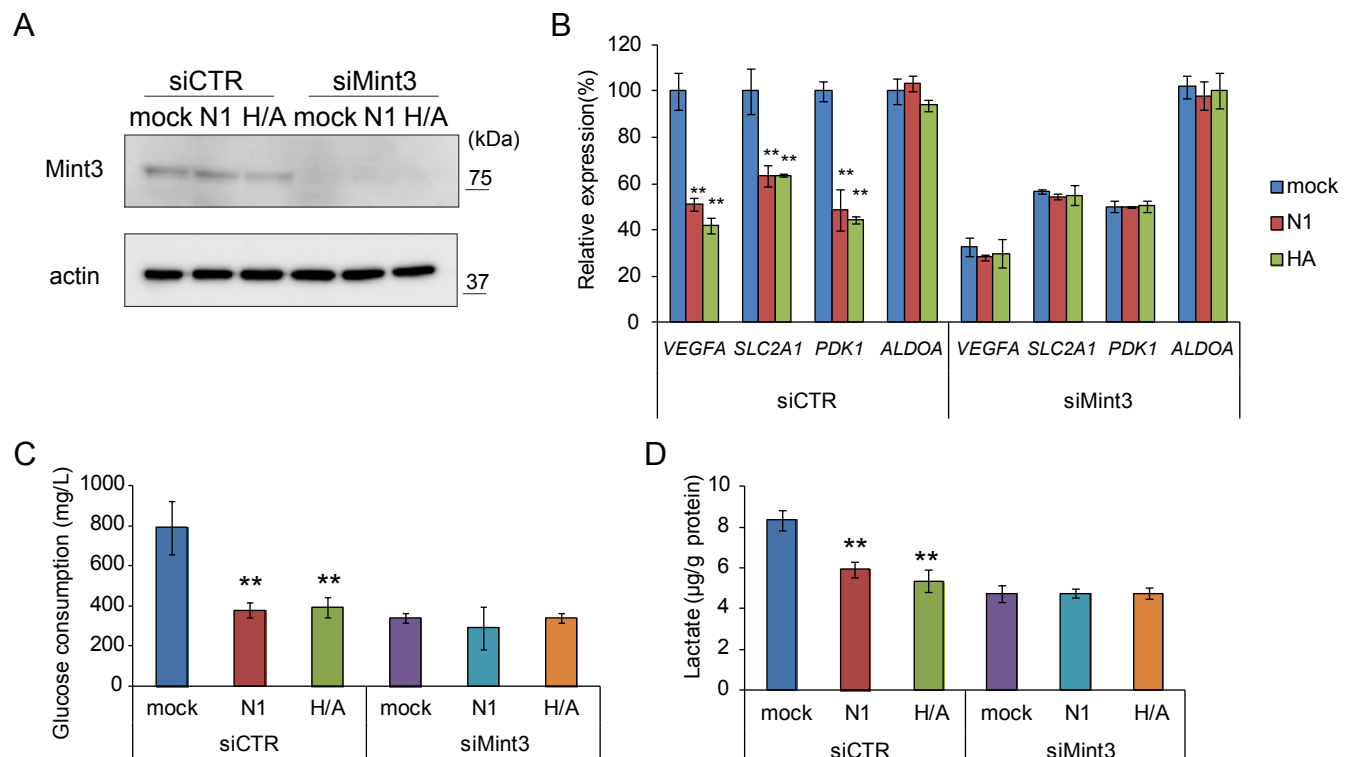 A
siCTR siMint3
mock N1 H/A mock N1 H/A
(kDa)
Mint3
75
actin
37
B
Relative expression(%)
120
100
80
60
40
20
0
** **
** **
**
**
VEGFA SLC2A1 PDK1 ALDOA VEGFA SLC2A1 PDK1 ALDOA
siCTR siMint3
mock
N1
HA
C
Glucose consumption (mg/L)
1000
800
600
400
200
0
** **
mock N1 H/A mock N1 H/A
siCTR siMint3
D
Lactate (µg/g protein)
10
8
6
4
2
0
** **
mock N1 H/A mock N1 H/A
siCTR siMint3